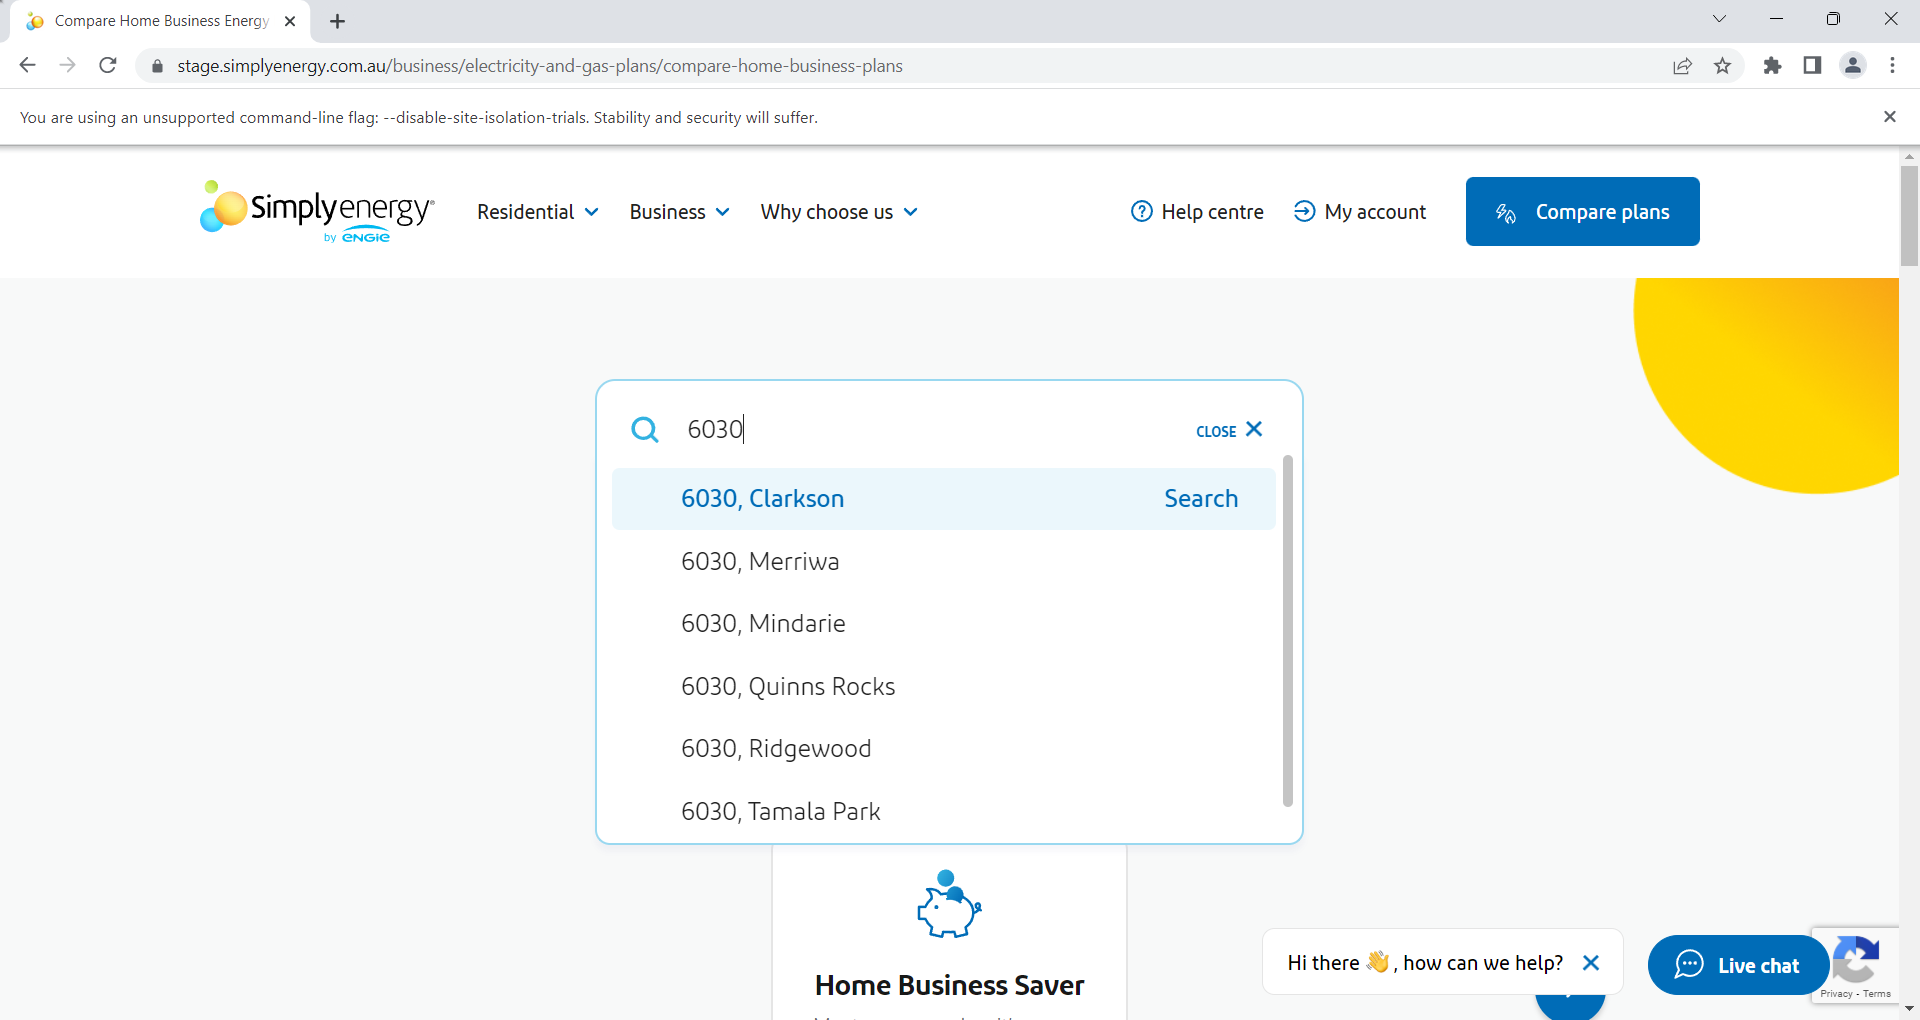 Compare Home Business Energy
stage.simplyenergy.com.au/business/electricity-and-gas-plans/compare-home-business-plans
You are using an unsupported command-line flag: --disable-site-isolation-trials. Stability and security will suffer.
Simplyenergy
by ENGIE
Residential
Business
Why choose us
Help centre
My account
Compare plans
6030
CLOSE
6030, Clarkson
Search
6030, Merriwa
6030, Mindarie
6030, Quinns Rocks
6030, Ridgewood
6030, Tamala Park
Home Business Saver
Hi there 👋, how can we help?
Live chat
Privacy - Terms